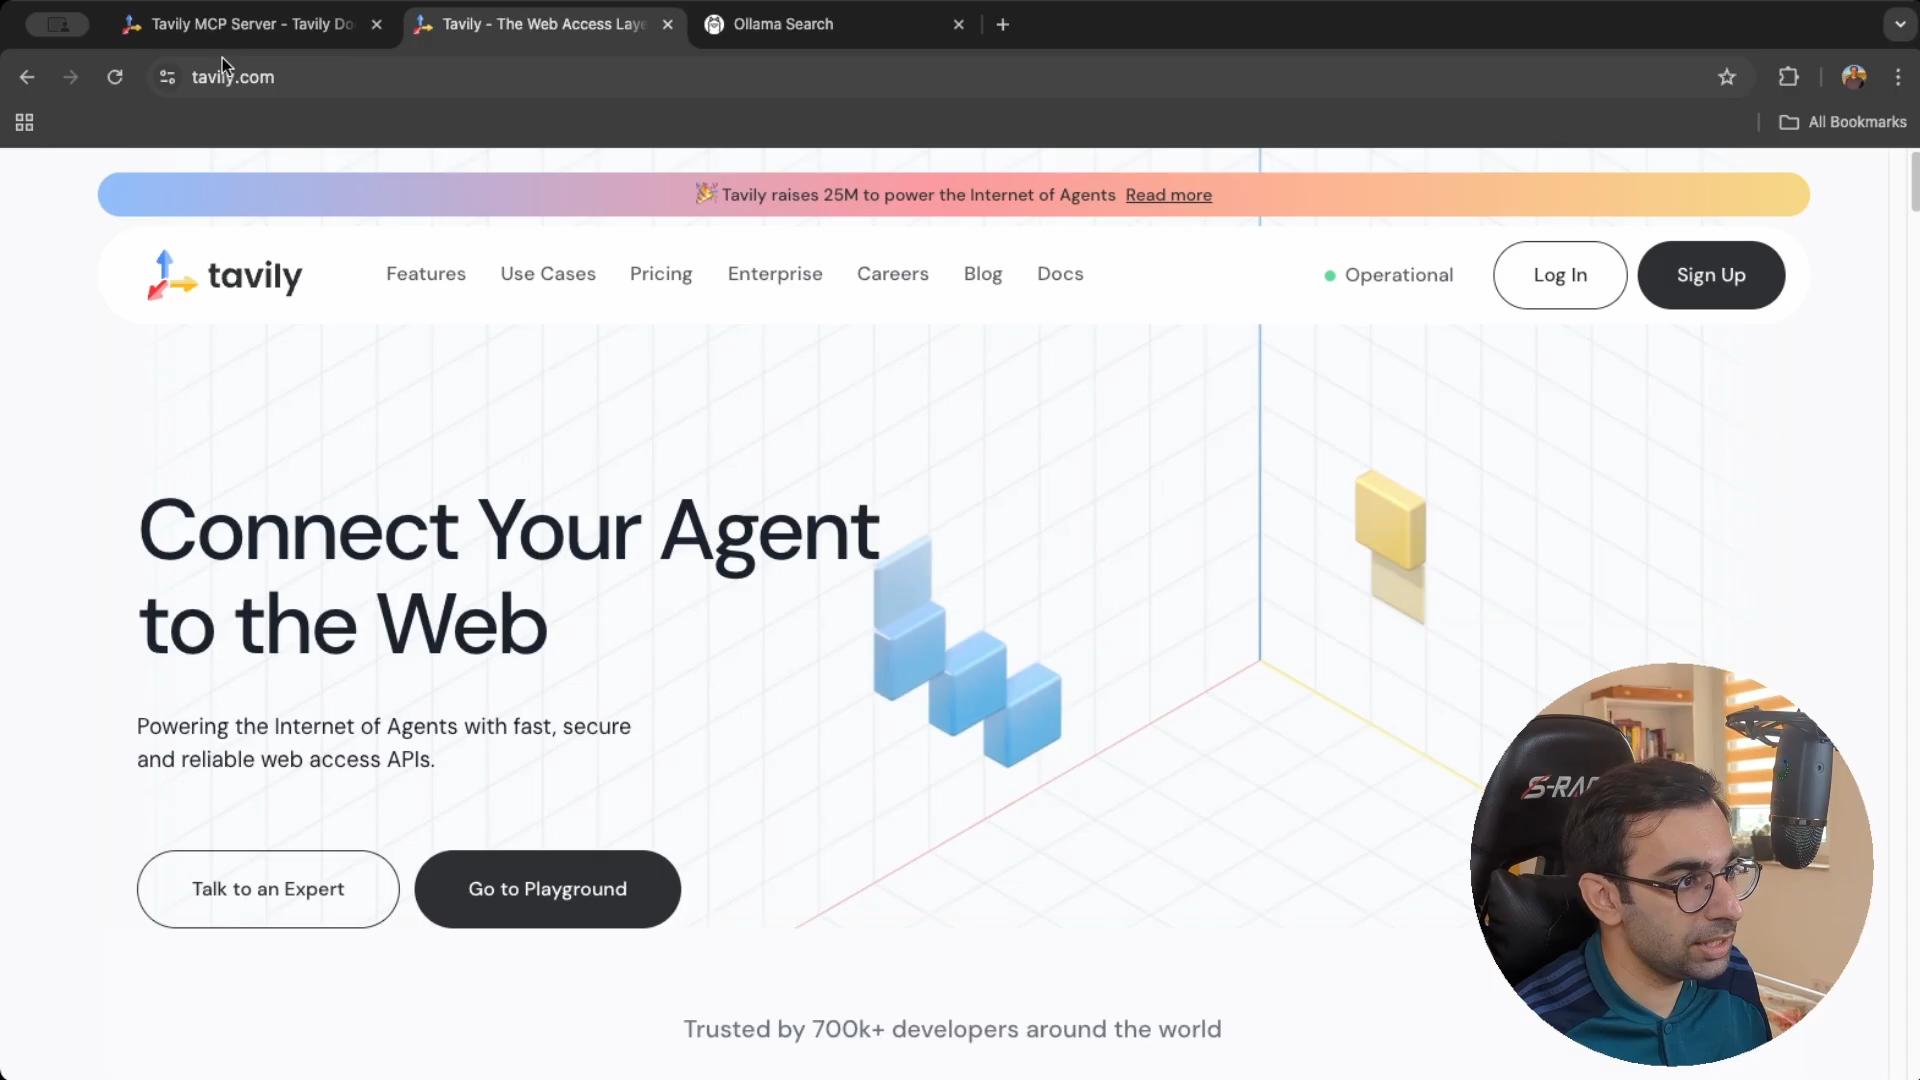 Tavily MCP Server - Tavily Do
Tavily - The Web Access Laye
Ollama Search
tavily.com
All Bookmarks
Tavily raises 25M to power the Internet of Agents Read more
tavily
Features
Use Cases
Pricing
Enterprise
Careers
Blog
Docs
Operational
Log In
Sign Up
Connect Your Agent
to the Web
Powering the Internet of Agents with fast, secure
and reliable web access APIs.
Talk to an Expert
Go to Playground
Trusted by 700k+ developers around the world